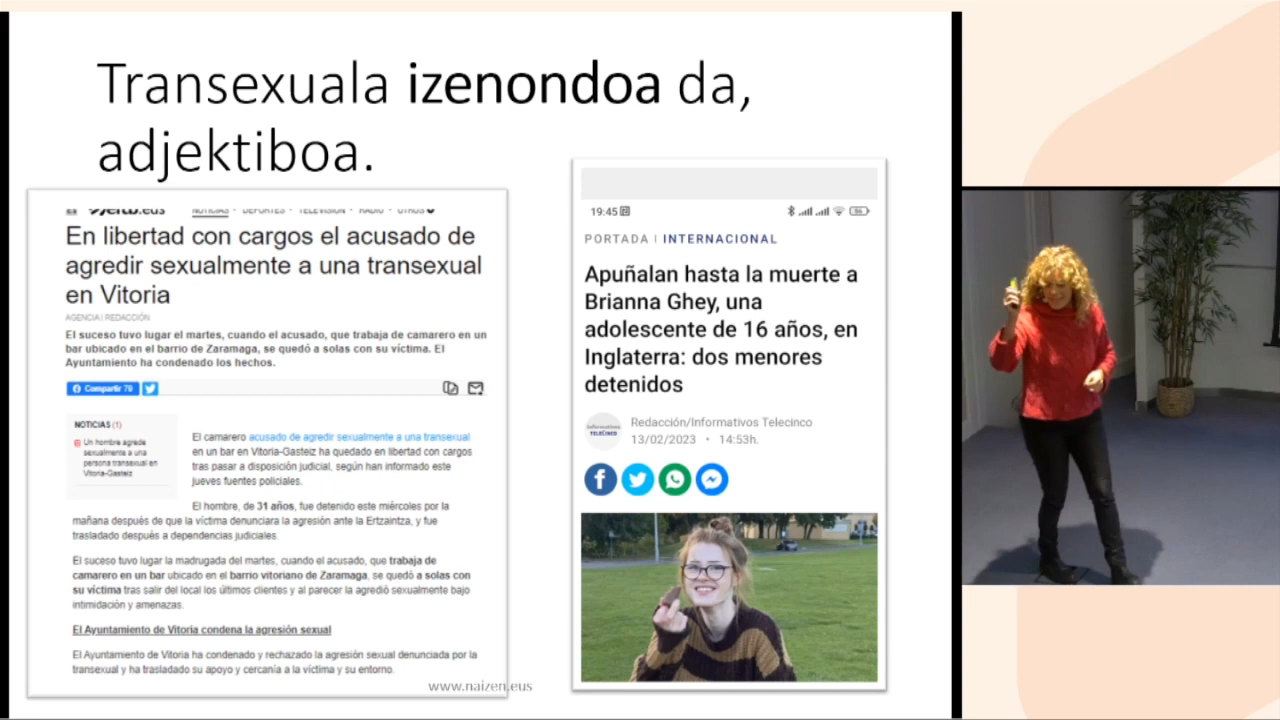 Transexuala izenondoa da,
adjektiboa.
NOTICIAS · DEPORTES · TELEVISIÓN · RADIO · OTROS
En libertad con cargos el acusado de
agredir sexualmente a una transexual
en Vitoria
AGENCIA | REDACCIÓN
El suceso tuvo lugar el martes, cuando el acusado, que trabaja de camarero en un
bar ubicado en el barrio de Zaramaga, se quedó a solas con su víctima. El
Ayuntamiento ha condenado los hechos.
Compartir 79
NOTICIAS (1)
Un hombre agrede
sexualmente a una
persona transexual en
Vitoria-Gasteiz
El camarero acusado de agredir sexualmente a una transexual
en un bar en Vitoria-Gasteiz ha quedado en libertad con cargos
tras pasar a disposición judicial, según han informado este
jueves fuentes policiales.
El hombre, de 31 años, fue detenido este miércoles por la
mañana después de que la víctima denunciara la agresión ante la Ertzaintza, y fue
trasladado después a dependencias judiciales.
El suceso tuvo lugar la madrugada del martes, cuando el acusado, que trabaja de
camarero en un bar ubicado en el barrio vitoriano de Zaramaga, se quedó a solas con
su víctima tras salir del local los últimos clientes y al parecer la agredió sexualmente bajo
intimidación y amenazas.
El Ayuntamiento de Vitoria condena la agresión sexual
El Ayuntamiento de Vitoria ha condenado y rechazado la agresión sexual denunciada por la
transexual y ha trasladado su apoyo y cercanía a la víctima y su entorno.
www.naizen.eus
19:45
PORTADA | INTERNACIONAL
Apuñalan hasta la muerte a
Brianna Ghey, una
adolescente de 16 años, en
Inglaterra: dos menores
detenidos
informativos
TELECINCO
Redacción/Informativos Telecinco
13/02/2023 • 14:53h.